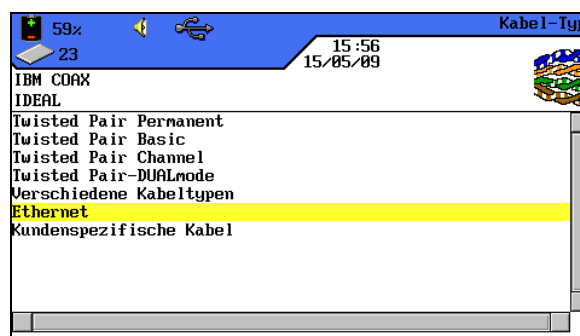 59%
Kabel-Typ
23
15:56
15/05/09
IBM COAX
IDEAL
Twisted Pair Permanent
Twisted Pair Basic
Twisted Pair Channel
Twisted Pair-DUALmode
Verschiedene Kabeltypen
Ethernet
Kundenspezifische Kabel